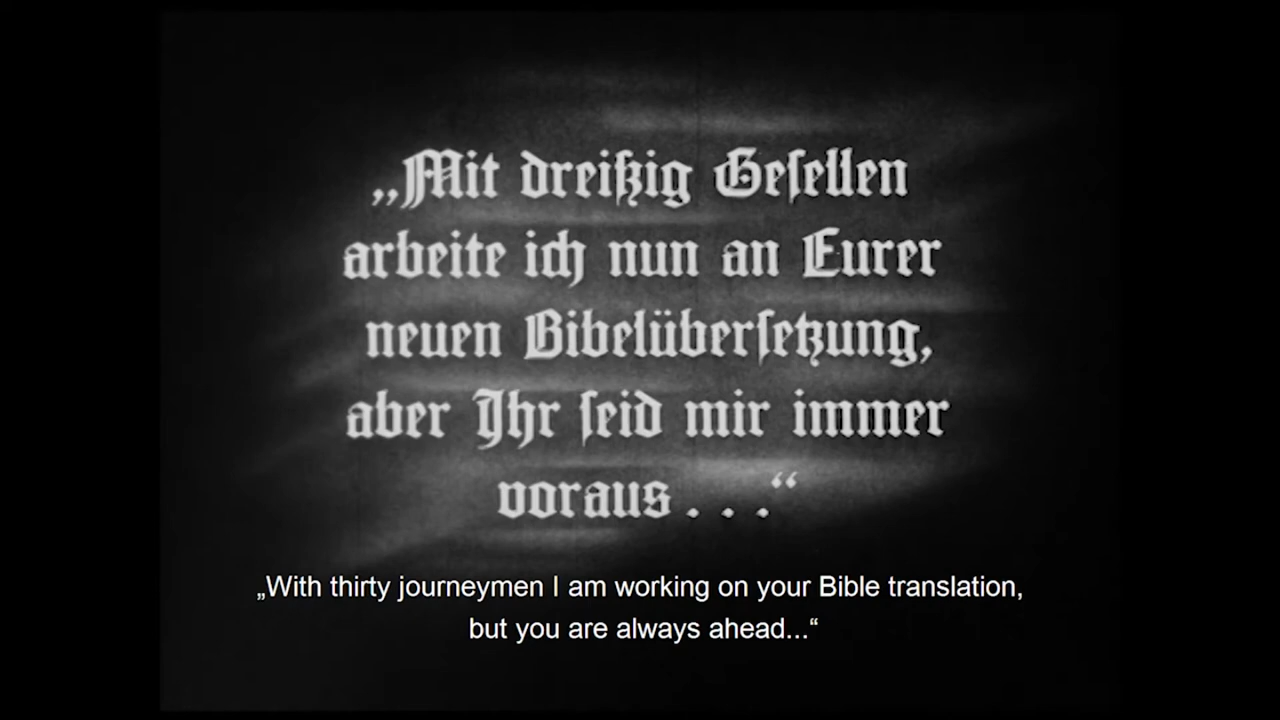 „Mit dreißig Gesellen
arbeite ich nun an Eurer
neuen Bibelübersetzung,
aber Ihr seid mir immer
voraus . . .“
„With thirty journeymen I am working on your Bible translation,
but you are always ahead...“